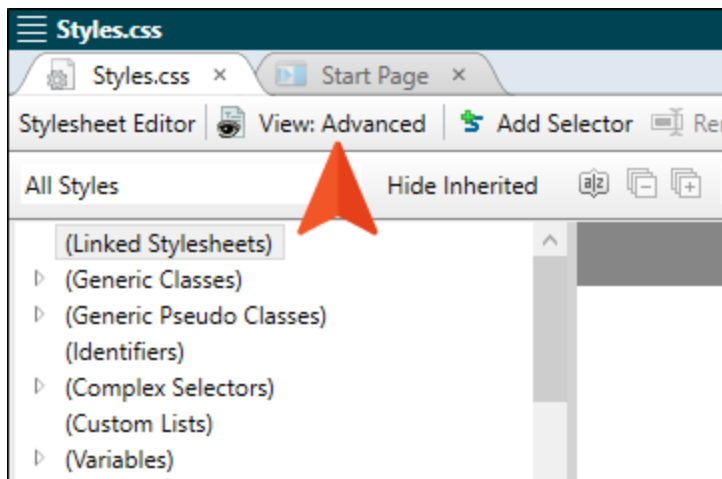 Styles.css
Styles.css × Start Page ×
Stylesheet Editor View: Advanced Add Selector
All Styles Hide Inherited a z
(Linked Stylesheets)
(Generic Classes)
(Generic Pseudo Classes)
(Identifiers)
(Complex Selectors)
(Custom Lists)
(Variables)